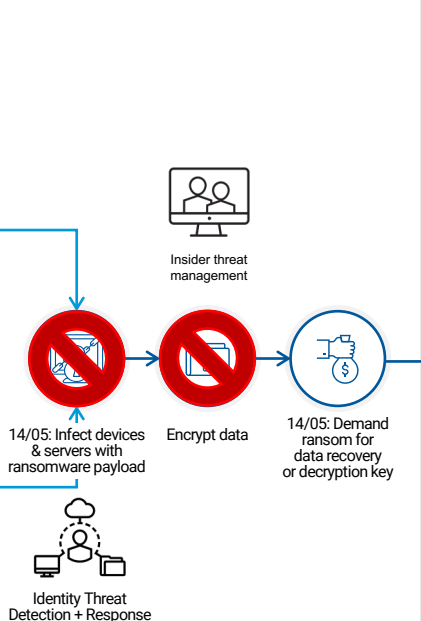 Insider threat
management
14/05: Infect devices
& servers with
ransomware payload
Encrypt data
14/05: Demand
ransom for
data recovery
or decryption key
$
Identity Threat
Detection + Response